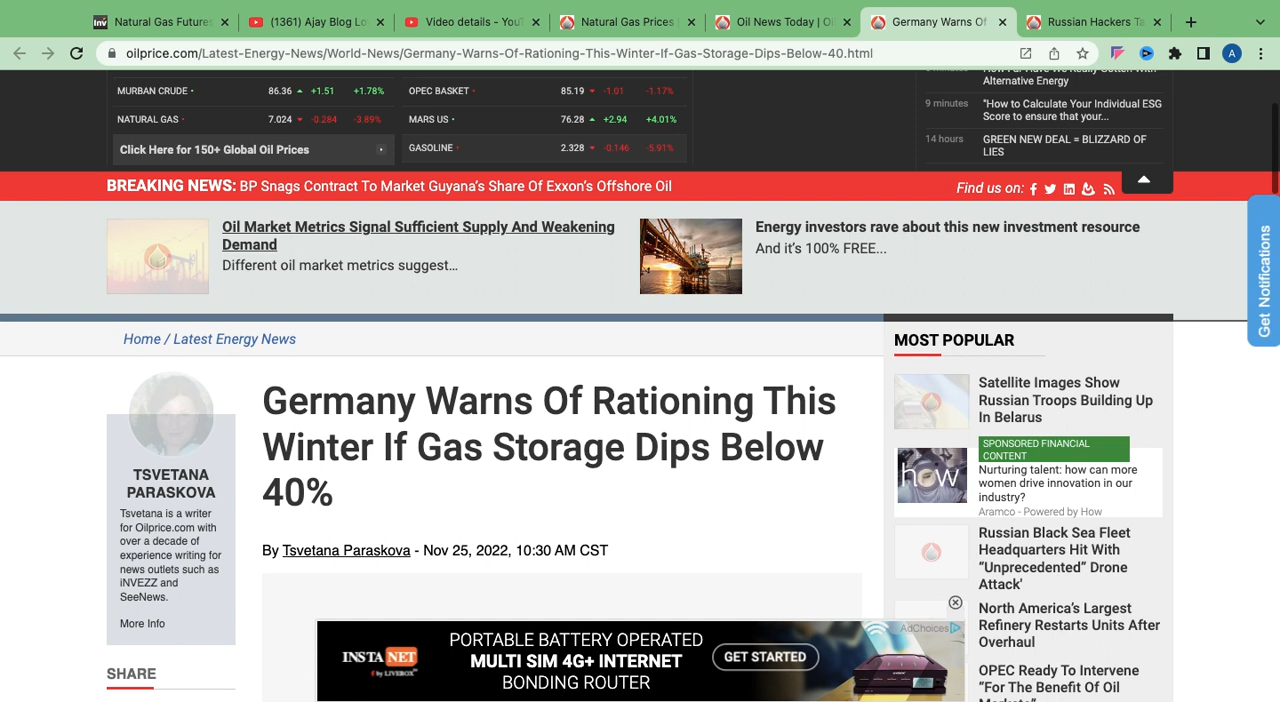 Natural Gas Futures
(1361) Ajay Blog Lo
Video details - You
Natural Gas Prices |
Oil News Today | Oi
Germany Warns Of
Russian Hackers Ta
oilprice.com/Latest-Energy-News/World-News/Germany-Warns-Of-Rationing-This-Winter-If-Gas-Storage-Dips-Below-40.html
A
MURBAN CRUDE 86.36 +1.51 +1.78%
OPEC BASKET 85.19 -1.01 -1.17%
NATURAL GAS 7.024 -0.284 -3.89%
MARS US 76.28 +2.94 +4.01%
Click Here for 150+ Global Oil Prices
GASOLINE 2.328 -0.146 -5.91%
Alternative Energy
9 minutes "How to Calculate Your Individual ESG
Score to ensure that your...
14 hours GREEN NEW DEAL = BLIZZARD OF
LIES
BREAKING NEWS: BP Snags Contract To Market Guyana's Share Of Exxon's Offshore Oil
Find us on:
Oil Market Metrics Signal Sufficient Supply And Weakening
Demand
Different oil market metrics suggest...
Energy investors rave about this new investment resource
And it's 100% FREE...
Get Notifications
Home / Latest Energy News
TSVETANA
PARASKOVA
Tsvetana is a writer
for Oilprice.com with
over a decade of
experience writing for
news outlets such as
iNVEZZ and
SeeNews.
More Info
SHARE
Germany Warns Of Rationing This
Winter If Gas Storage Dips Below
40%
By Tsvetana Paraskova - Nov 25, 2022, 10:30 AM CST
MOST POPULAR
Satellite Images Show
Russian Troops Building Up
In Belarus
how
SPONSORED FINANCIAL
CONTENT
Nurturing talent: how can more
women drive innovation in our
industry?
Aramco - Powered by How
Russian Black Sea Fleet
Headquarters Hit With
"Unprecedented" Drone
Attack'
North America's Largest
Refinery Restarts Units After
Overhaul
OPEC Ready To Intervene
"For The Benefit Of Oil
INSTANET
by LIVEBOX
PORTABLE BATTERY OPERATED
MULTI SIM 4G+ INTERNET
BONDING ROUTER
GET STARTED
AdChoices